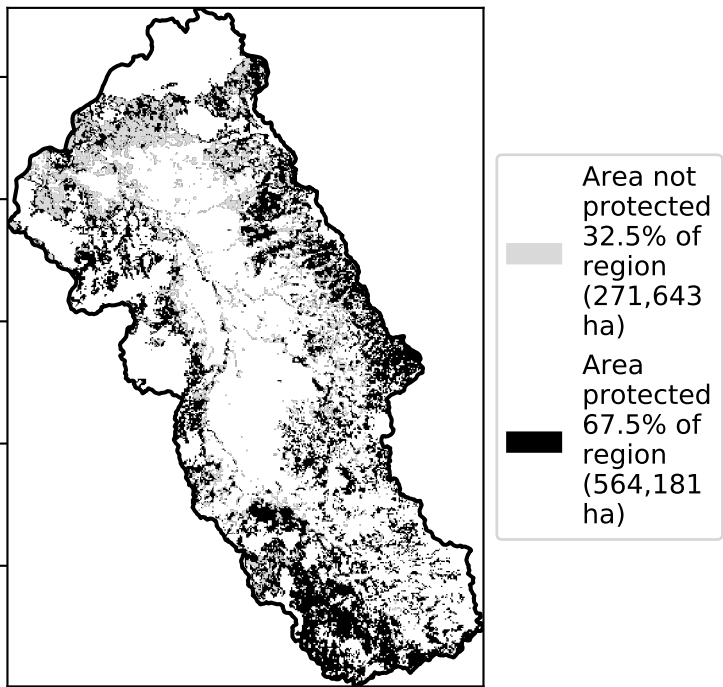 Area not
protected
32.5% of
region
(271,643
ha)
Area
protected
67.5% of
region
(564,181
ha)